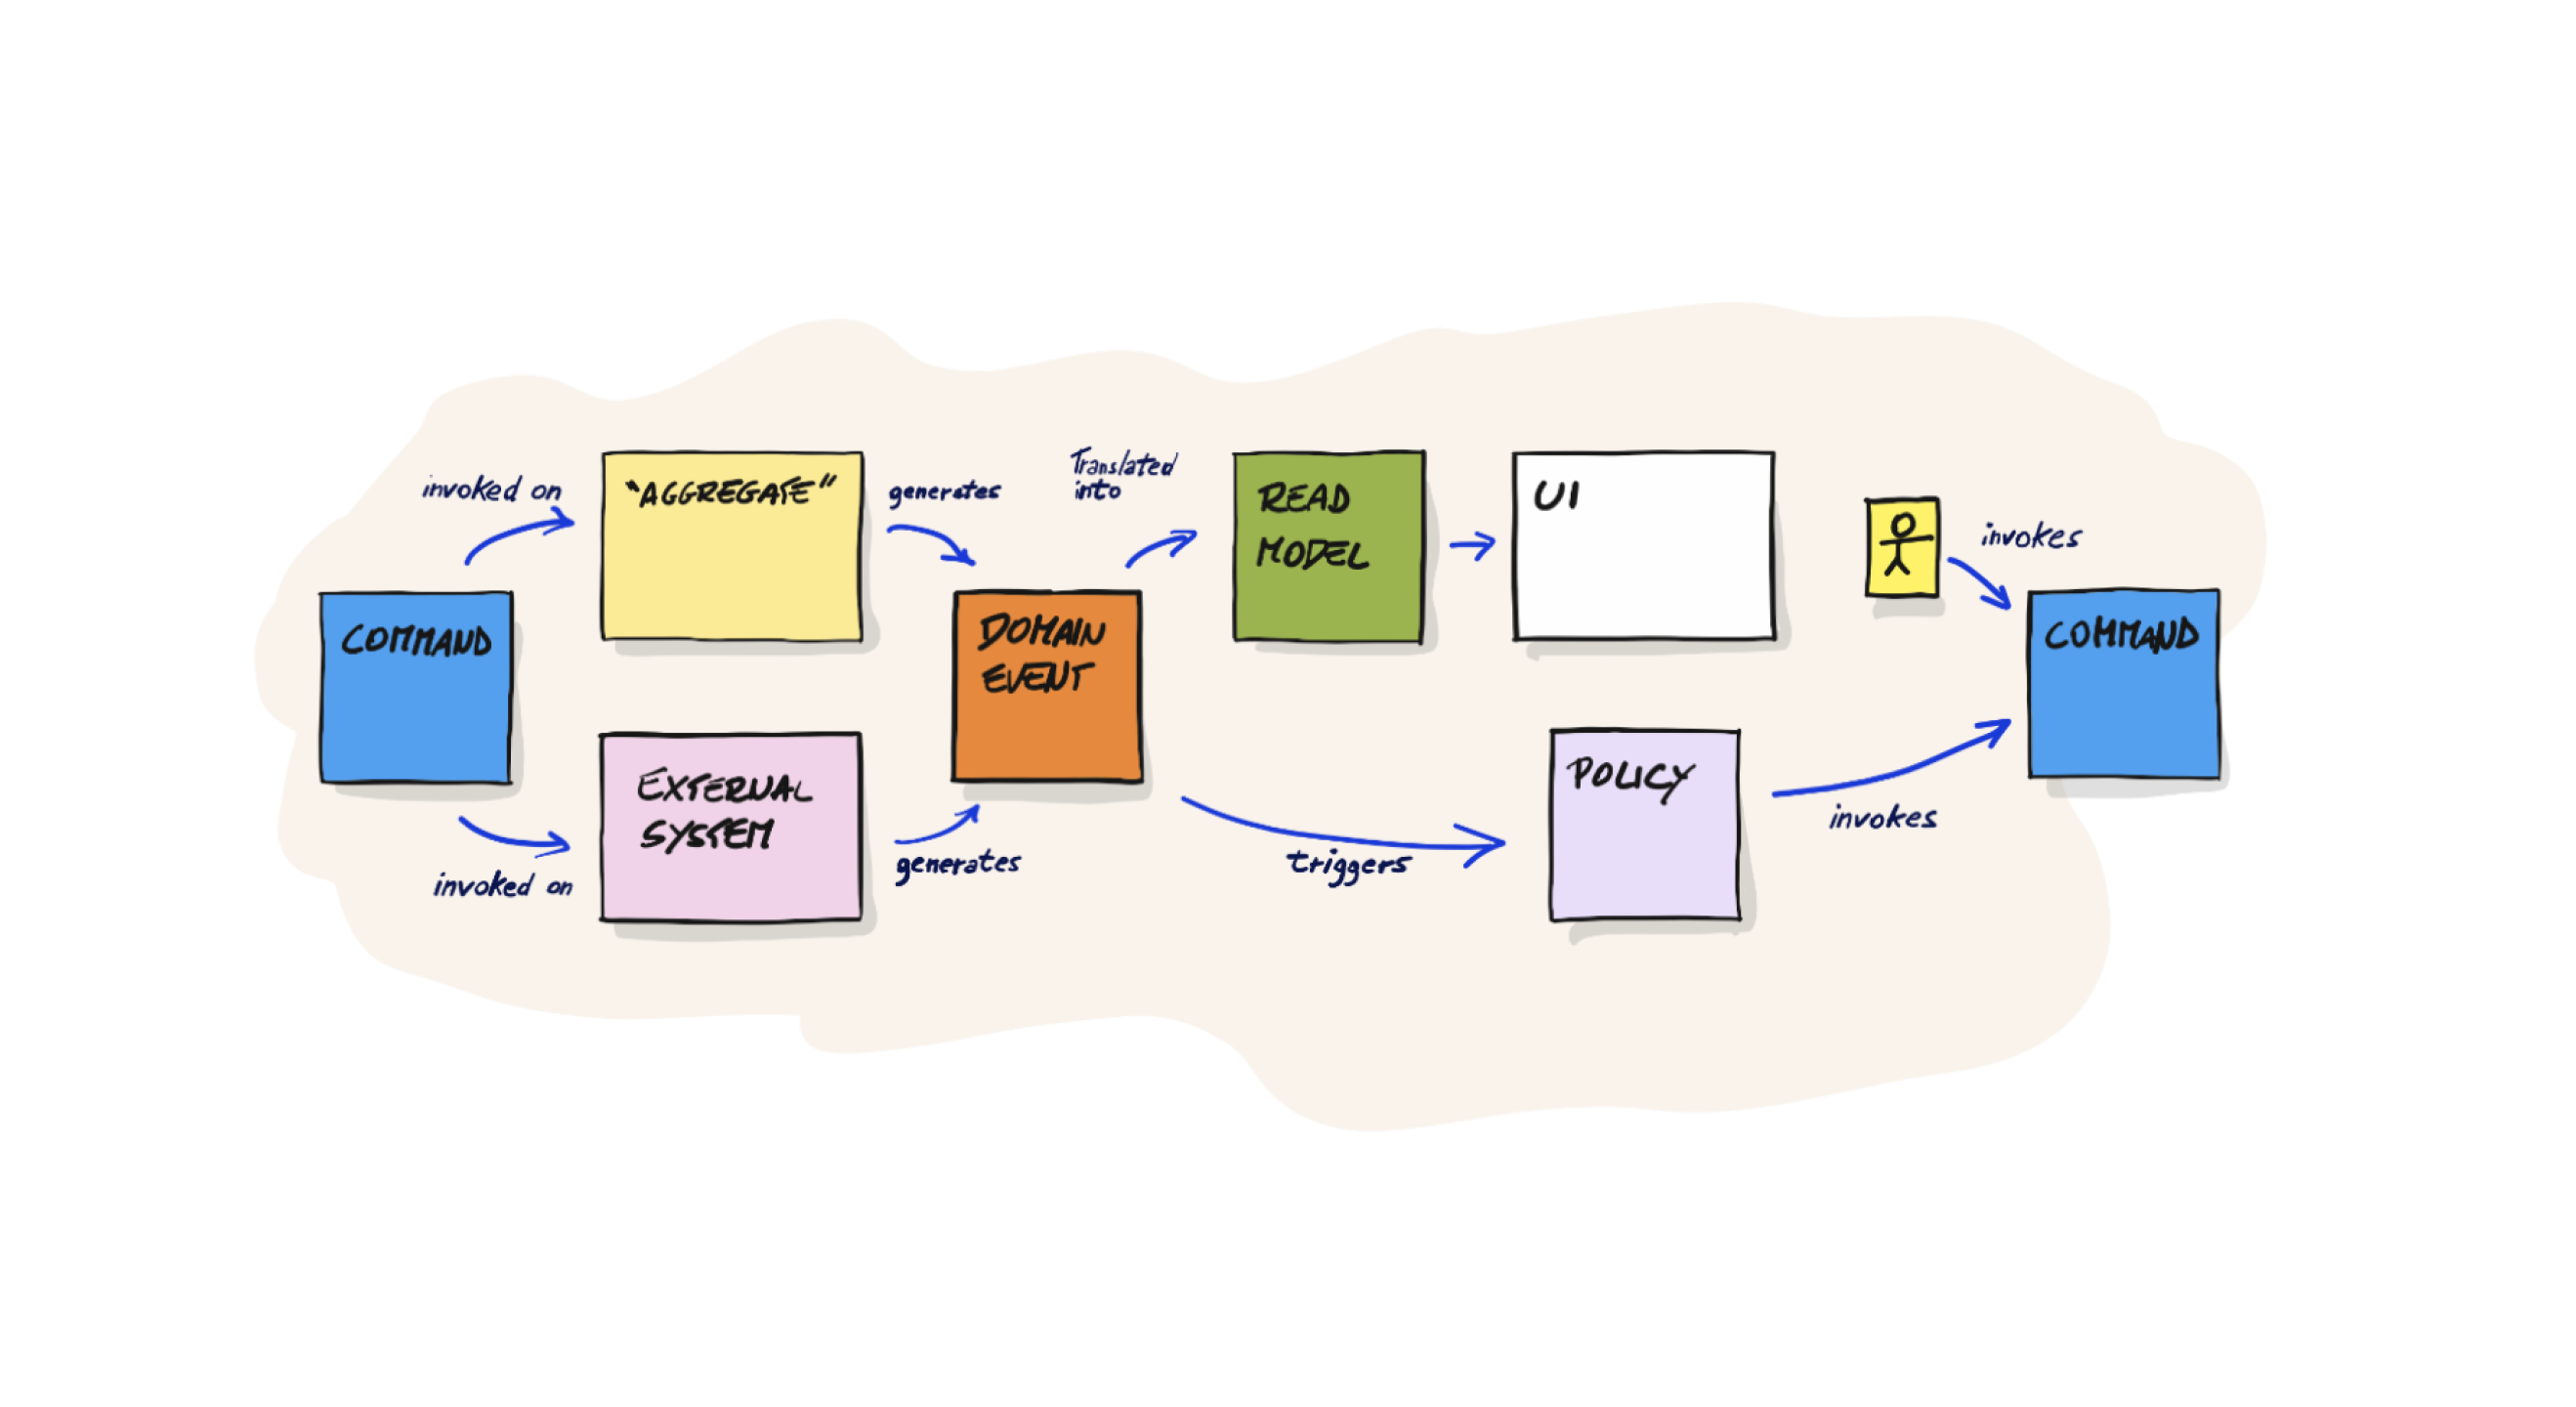 invoked on
"AGGREGATE"
generates
Translated
into
READ
MODEL
UI
invokes
COMMAND
DOMAIN
EVENT
COMMAND
EXTERNAL
SYSTEM
POLICY
invoked on
generates
triggers
invokes